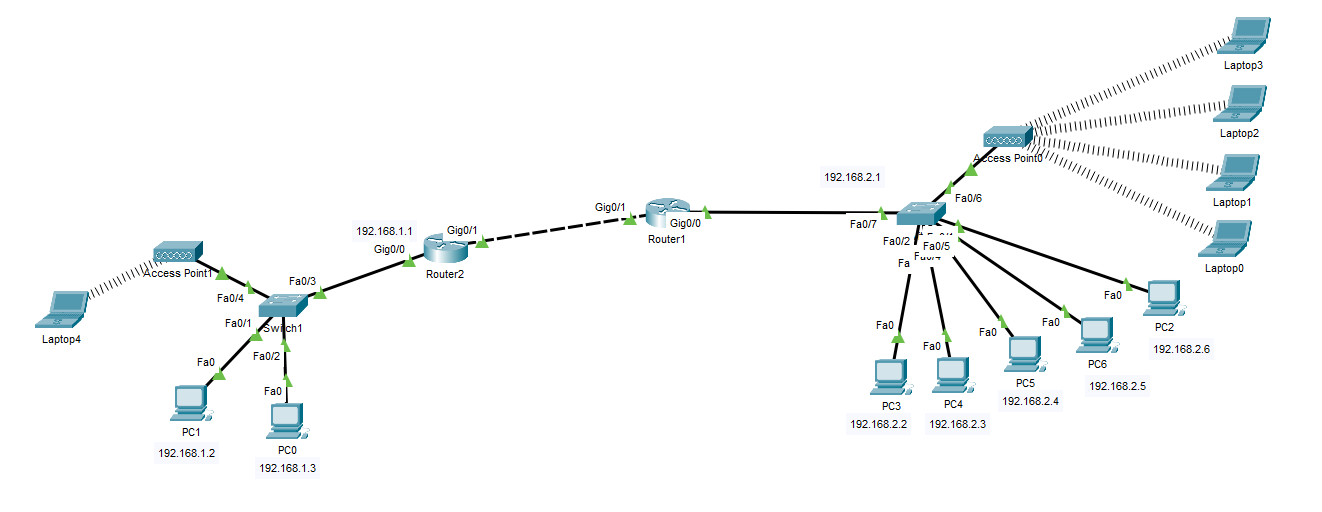 Laptop3
Laptop2
Access Point0
192.168.2.1
Laptop1
Fa0/6
Gig0/1
Gig0/0
Fa0/7
Router1
192.168.1.1
Gig0/1
Fa0/2
Fa0/5
Gig0/0
Laptop0
Router2
Access Point1
Fa0/3
Fa0/4
Fa
Fa0
PC2
192.168.2.6
Fa0/1
Switch1
Fa0
PC6
192.168.2.5
Laptop4
Fa0/2
Fa0
Fa0
Fa0
PC5
192.168.2.4
Fa0
Fa0
PC3
192.168.2.2
PC4
192.168.2.3
PC1
192.168.1.2
PC0
192.168.1.3